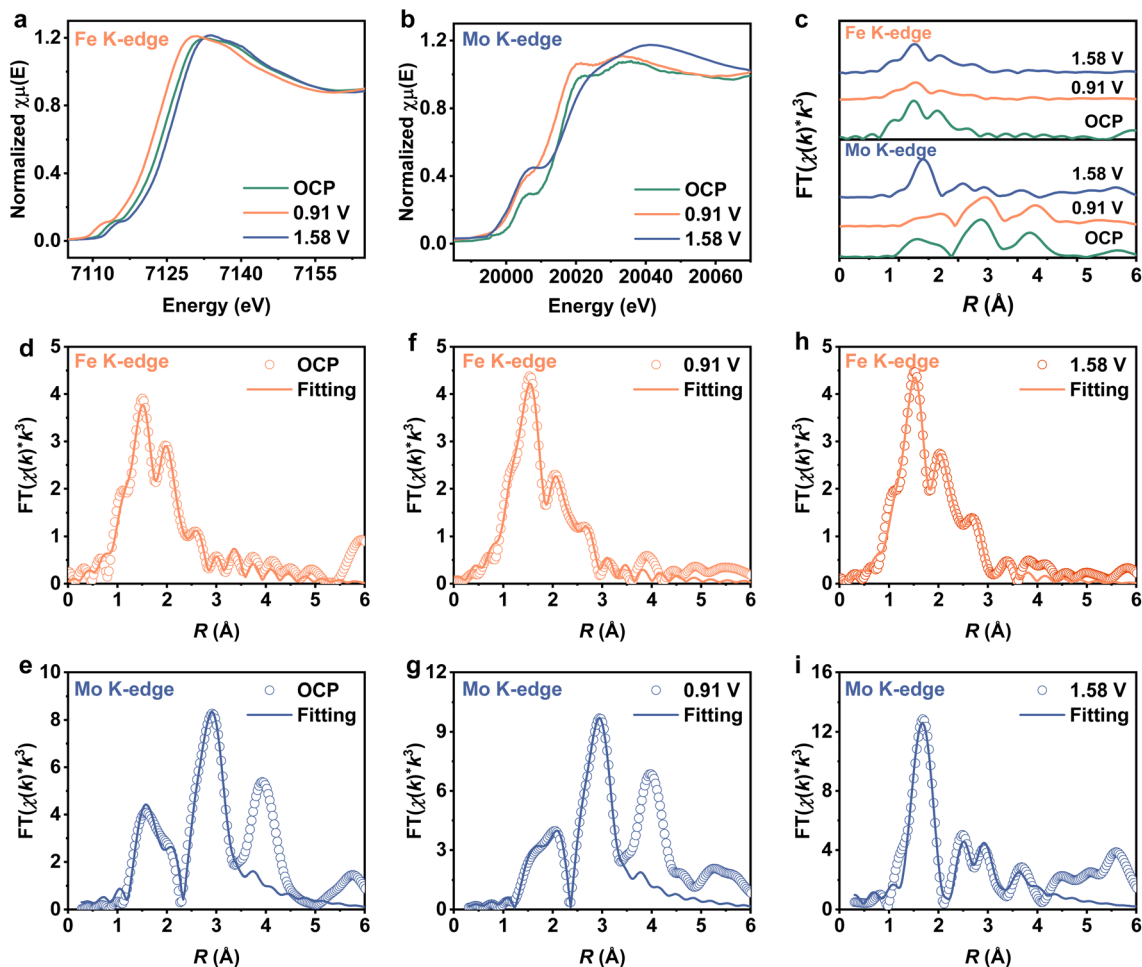 a
Fe K-edge
Normalized χμ(E)
1.2
0.9
0.6
0.3
0.0
OCP
0.91 V
1.58 V
7110
7125
7140
7155
Energy (eV)
b
Mo K-edge
Normalized χμ(E)
1.2
0.8
0.4
0.0
OCP
0.91 V
1.58 V
20000
20020
20040
20060
Energy (eV)
c
Fe K-edge
FT(χ(k)*k³)
1.58 V
0.91 V
OCP
Mo K-edge
1.58 V
0.91 V
OCP
0 1 2 3 4 5 6
R (Å)
d
Fe K-edge
OCP
Fitting
FT(χ(k)*k³)
5
4
3
2
1
0
0 1 2 3 4 5 6
R (Å)
f
Fe K-edge
0.91 V
Fitting
FT(χ(k)*k³)
5
4
3
2
1
0
0 1 2 3 4 5 6
R (Å)
h
Fe K-edge
1.58 V
Fitting
FT(χ(k)*k³)
5
4
3
2
1
0
0 1 2 3 4 5 6
R (Å)
e
Mo K-edge
OCP
Fitting
FT(χ(k)*k³)
10
8
6
4
2
0
0 1 2 3 4 5 6
R (Å)
g
Mo K-edge
0.91 V
Fitting
FT(χ(k)*k³)
12
9
6
3
0
0 1 2 3 4 5 6
R (Å)
i
Mo K-edge
1.58 V
Fitting
FT(χ(k)*k³)
16
12
8
4
0
0 1 2 3 4 5 6
R (Å)